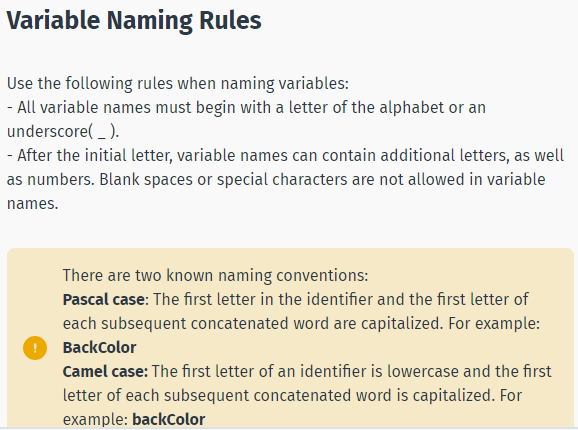 Variable Naming Rules
Use the following rules when naming variables:
- All variable names must begin with a letter of the alphabet or an
underscore( _ ).
- After the initial letter, variable names can contain additional letters, as well
as numbers. Blank spaces or special characters are not allowed in variable
names.
There are two known naming conventions:
Pascal case: The first letter in the identifier and the first letter of
each subsequent concatenated word are capitalized. For example:
BackColor
Camel case: The first letter of an identifier is lowercase and the first
letter of each subsequent concatenated word is capitalized. For
example: backColor